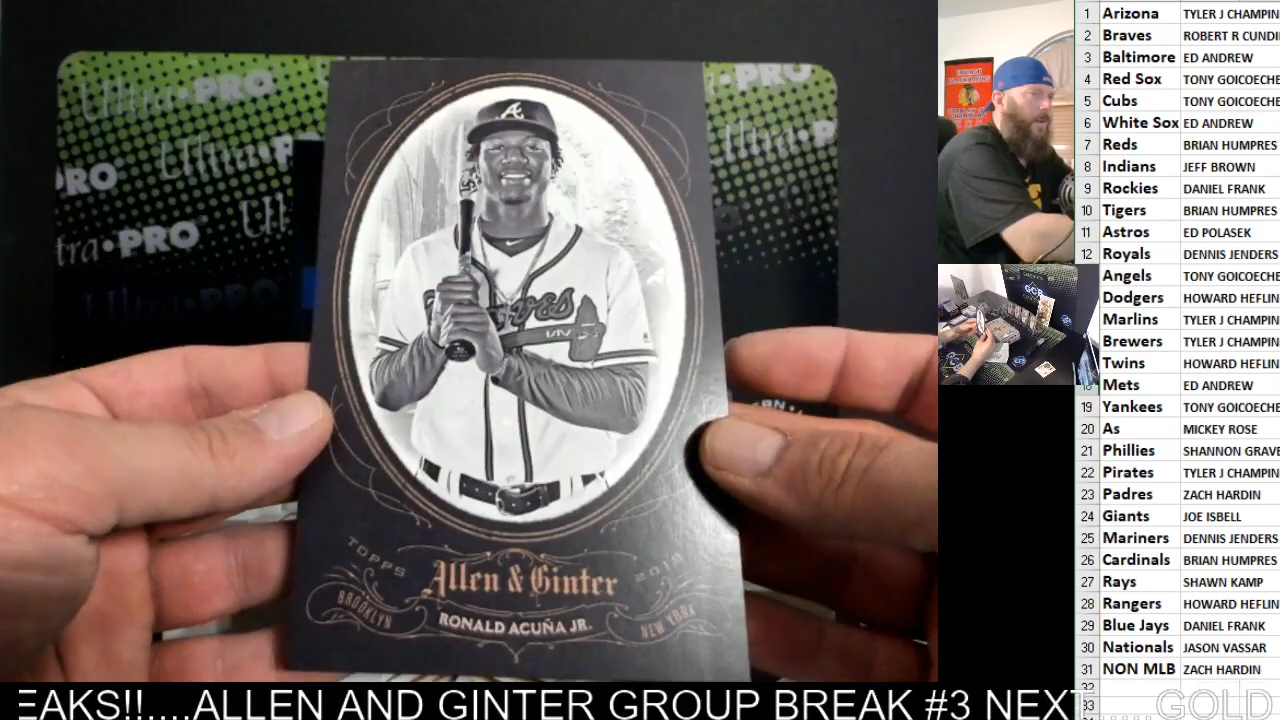 Ultra•PRO
Ultra•PRO
PRO
tra•PRO
Braves
TOPPS 2019
Allen & Ginter
BROOKLYN NEW YORK
RONALD ACUÑA JR.
1 Arizona TYLER J CHAMPIN
2 Braves ROBERT R CUNDI
3 Baltimore ED ANDREW
4 Red Sox TONY GOICOECHE
5 Cubs TONY GOICOECHE
6 White Sox ED ANDREW
7 Reds BRIAN HUMPRES
8 Indians JEFF BROWN
9 Rockies DANIEL FRANK
10 Tigers BRIAN HUMPRES
11 Astros ED POLASEK
12 Royals DENNIS JENDERS
Angels TONY GOICOECHE
Dodgers HOWARD HEFLIN
Marlins TYLER J CHAMPIN
Brewers TYLER J CHAMPIN
Twins HOWARD HEFLIN
18 Mets ED ANDREW
19 Yankees TONY GOICOECHE
20 As MICKEY ROSE
21 Phillies SHANNON GRAVE
22 Pirates TYLER J CHAMPIN
23 Padres ZACH HARDIN
24 Giants JOE ISBELL
25 Mariners DENNIS JENDERS
26 Cardinals BRIAN HUMPRES
27 Rays SHAWN KAMP
28 Rangers HOWARD HEFLIN
29 Blue Jays DANIEL FRANK
30 Nationals JASON VASSAR
31 NON MLB ZACH HARDIN
EAKS!!....ALLEN AND GINTER GROUP BREAK #3 NEXT......GOLD